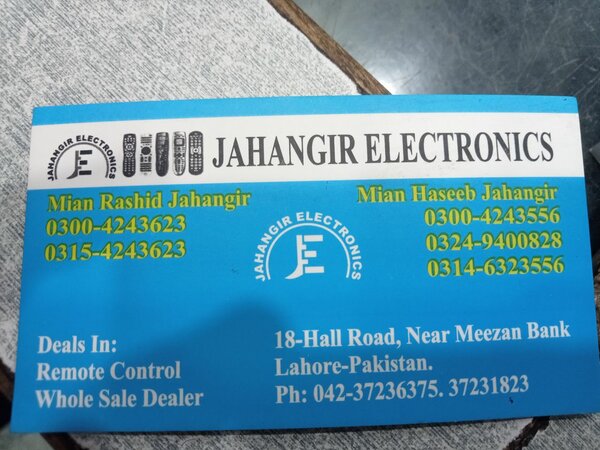 JAHANGIR ELECTRONICS
JE
JAHANGIR ELECTRONICS
Mian Rashid Jahangir
0300-4243623
0315-4243623
Mian Haseeb Jahangir
0300-4243556
0324-9400828
0314-6323556
JAHANGIR ELECTRONICS
JE
Deals In:
Remote Control
Whole Sale Dealer
18-Hall Road, Near Meezan Bank
Lahore-Pakistan.
Ph: 042-37236375. 37231823